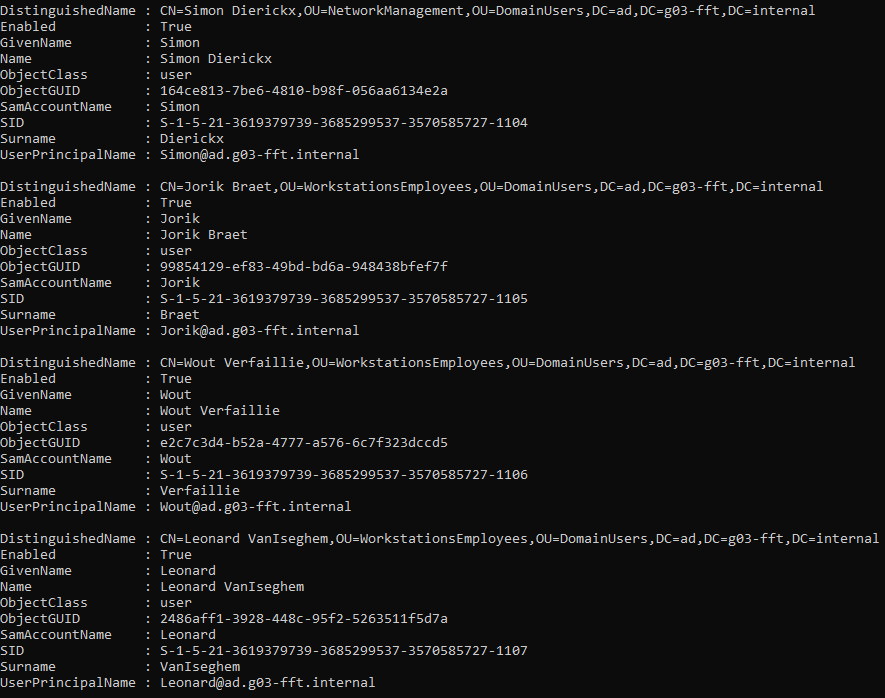 DistinguishedName : CN=Simon Dierickx,OU=NetworkManagement,OU=DomainUsers,DC=ad,DC=g03-fft,DC=internal
Enabled           : True
GivenName         : Simon
Name              : Simon Dierickx
ObjectClass       : user
ObjectGUID        : 164ce813-7be6-4810-b98f-056aa6134e2a
SamAccountName    : Simon
SID               : S-1-5-21-3619379739-3685299537-3570585727-1104
Surname           : Dierickx
UserPrincipalName : Simon@ad.g03-fft.internal

DistinguishedName : CN=Jorik Braet,OU=WorkstationsEmployees,OU=DomainUsers,DC=ad,DC=g03-fft,DC=internal
Enabled           : True
GivenName         : Jorik
Name              : Jorik Braet
ObjectClass       : user
ObjectGUID        : 99854129-ef83-49bd-bd6a-948438bfef7f
SamAccountName    : Jorik
SID               : S-1-5-21-3619379739-3685299537-3570585727-1105
Surname           : Braet
UserPrincipalName : Jorik@ad.g03-fft.internal

DistinguishedName : CN=Wout Verfaillie,OU=WorkstationsEmployees,OU=DomainUsers,DC=ad,DC=g03-fft,DC=internal
Enabled           : True
GivenName         : Wout
Name              : Wout Verfaillie
ObjectClass       : user
ObjectGUID        : e2c7c3d4-b52a-4777-a576-6c7f323dccd5
SamAccountName    : Wout
SID               : S-1-5-21-3619379739-3685299537-3570585727-1106
Surname           : Verfaillie
UserPrincipalName : Wout@ad.g03-fft.internal

DistinguishedName : CN=Leonard VanIseghem,OU=WorkstationsEmployees,OU=DomainUsers,DC=ad,DC=g03-fft,DC=internal
Enabled           : True
GivenName         : Leonard
Name              : Leonard VanIseghem
ObjectClass       : user
ObjectGUID        : 2486aff1-3928-448c-95f2-5263511f5d7a
SamAccountName    : Leonard
SID               : S-1-5-21-3619379739-3685299537-3570585727-1107
Surname           : VanIseghem
UserPrincipalName : Leonard@ad.g03-fft.internal